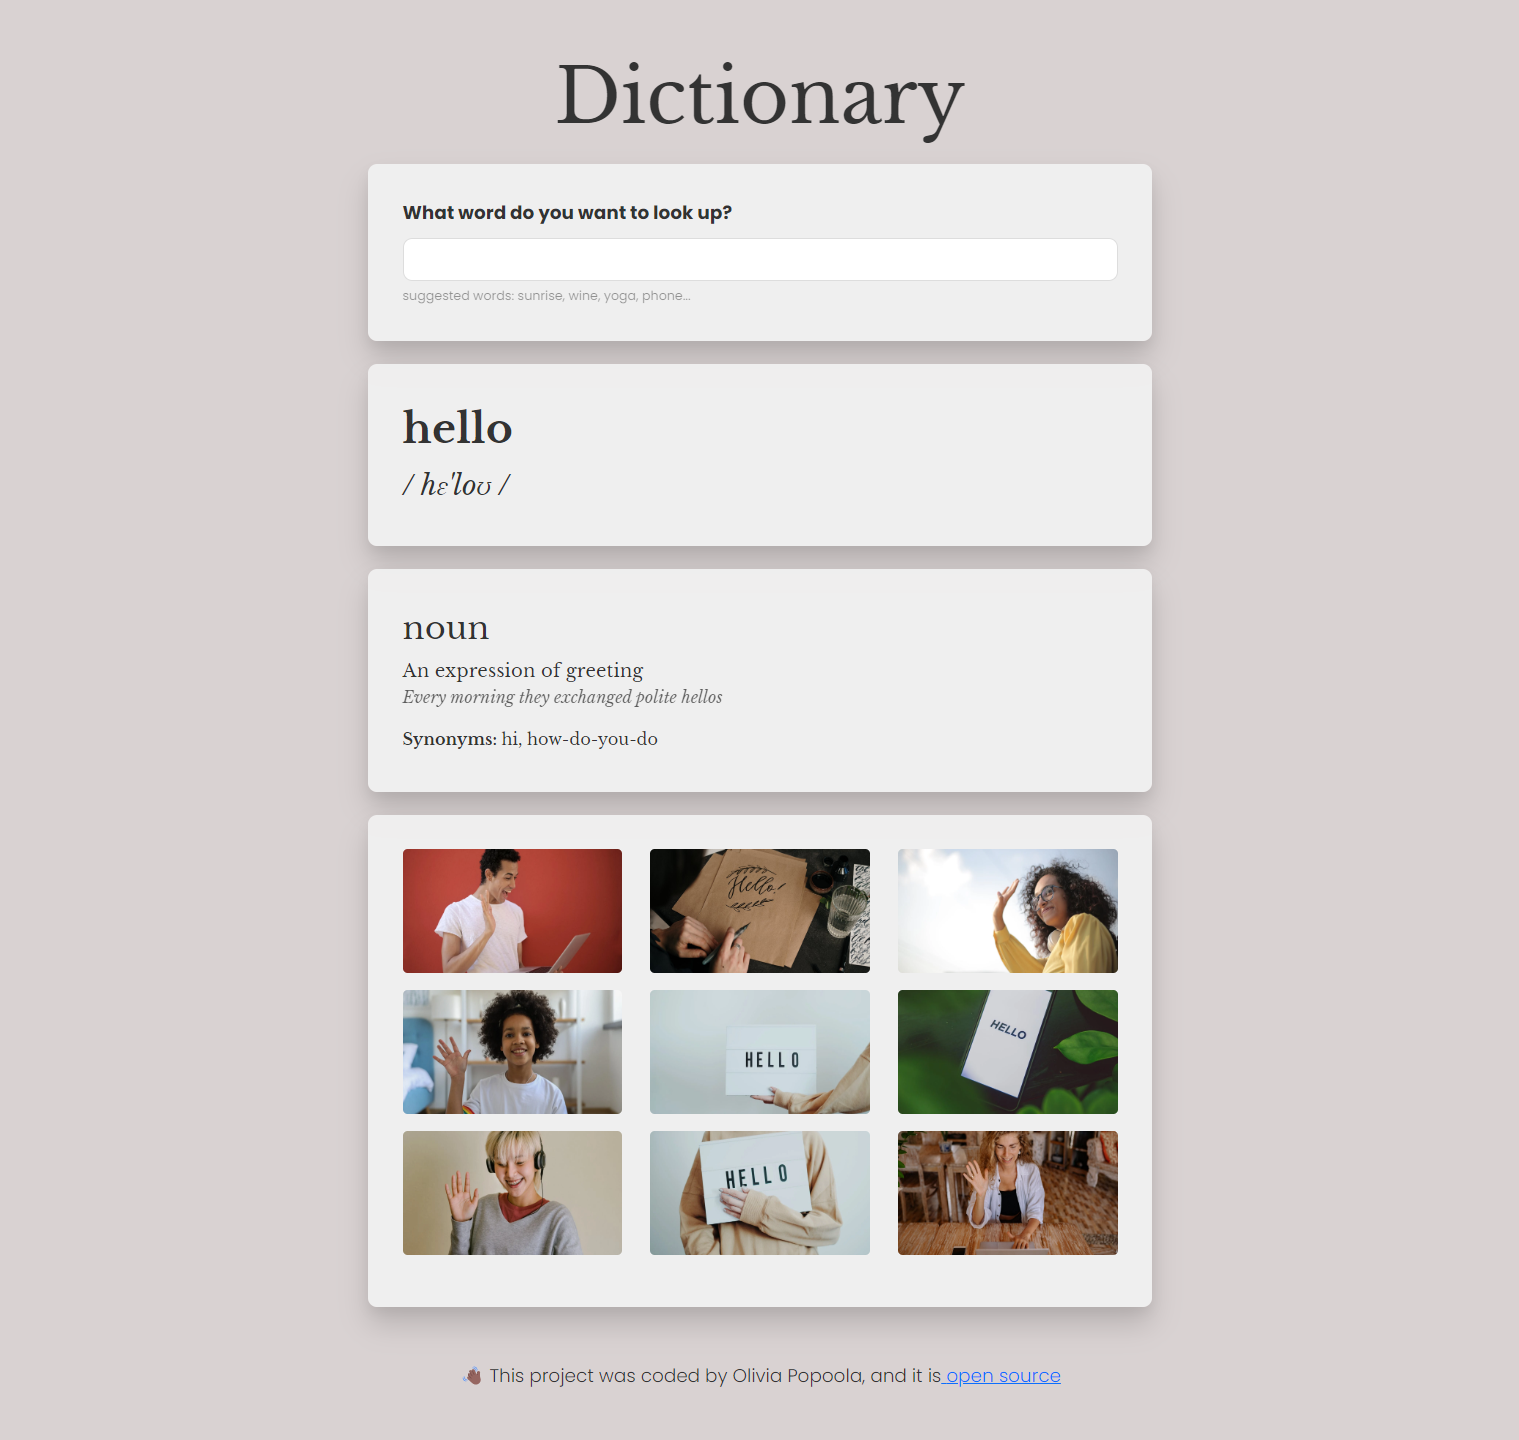 Dictionary
What word do you want to look up?
suggested words: sunrise, wine, yoga, phone...
hello
/ hɛ'loʊ /
noun
An expression of greeting
Every morning they exchanged polite hellos
Synonyms: hi, how-do-you-do
Hello!
HELLO
HELLO
HELLO
👋🏾 This project was coded by Olivia Popoola, and it is open source